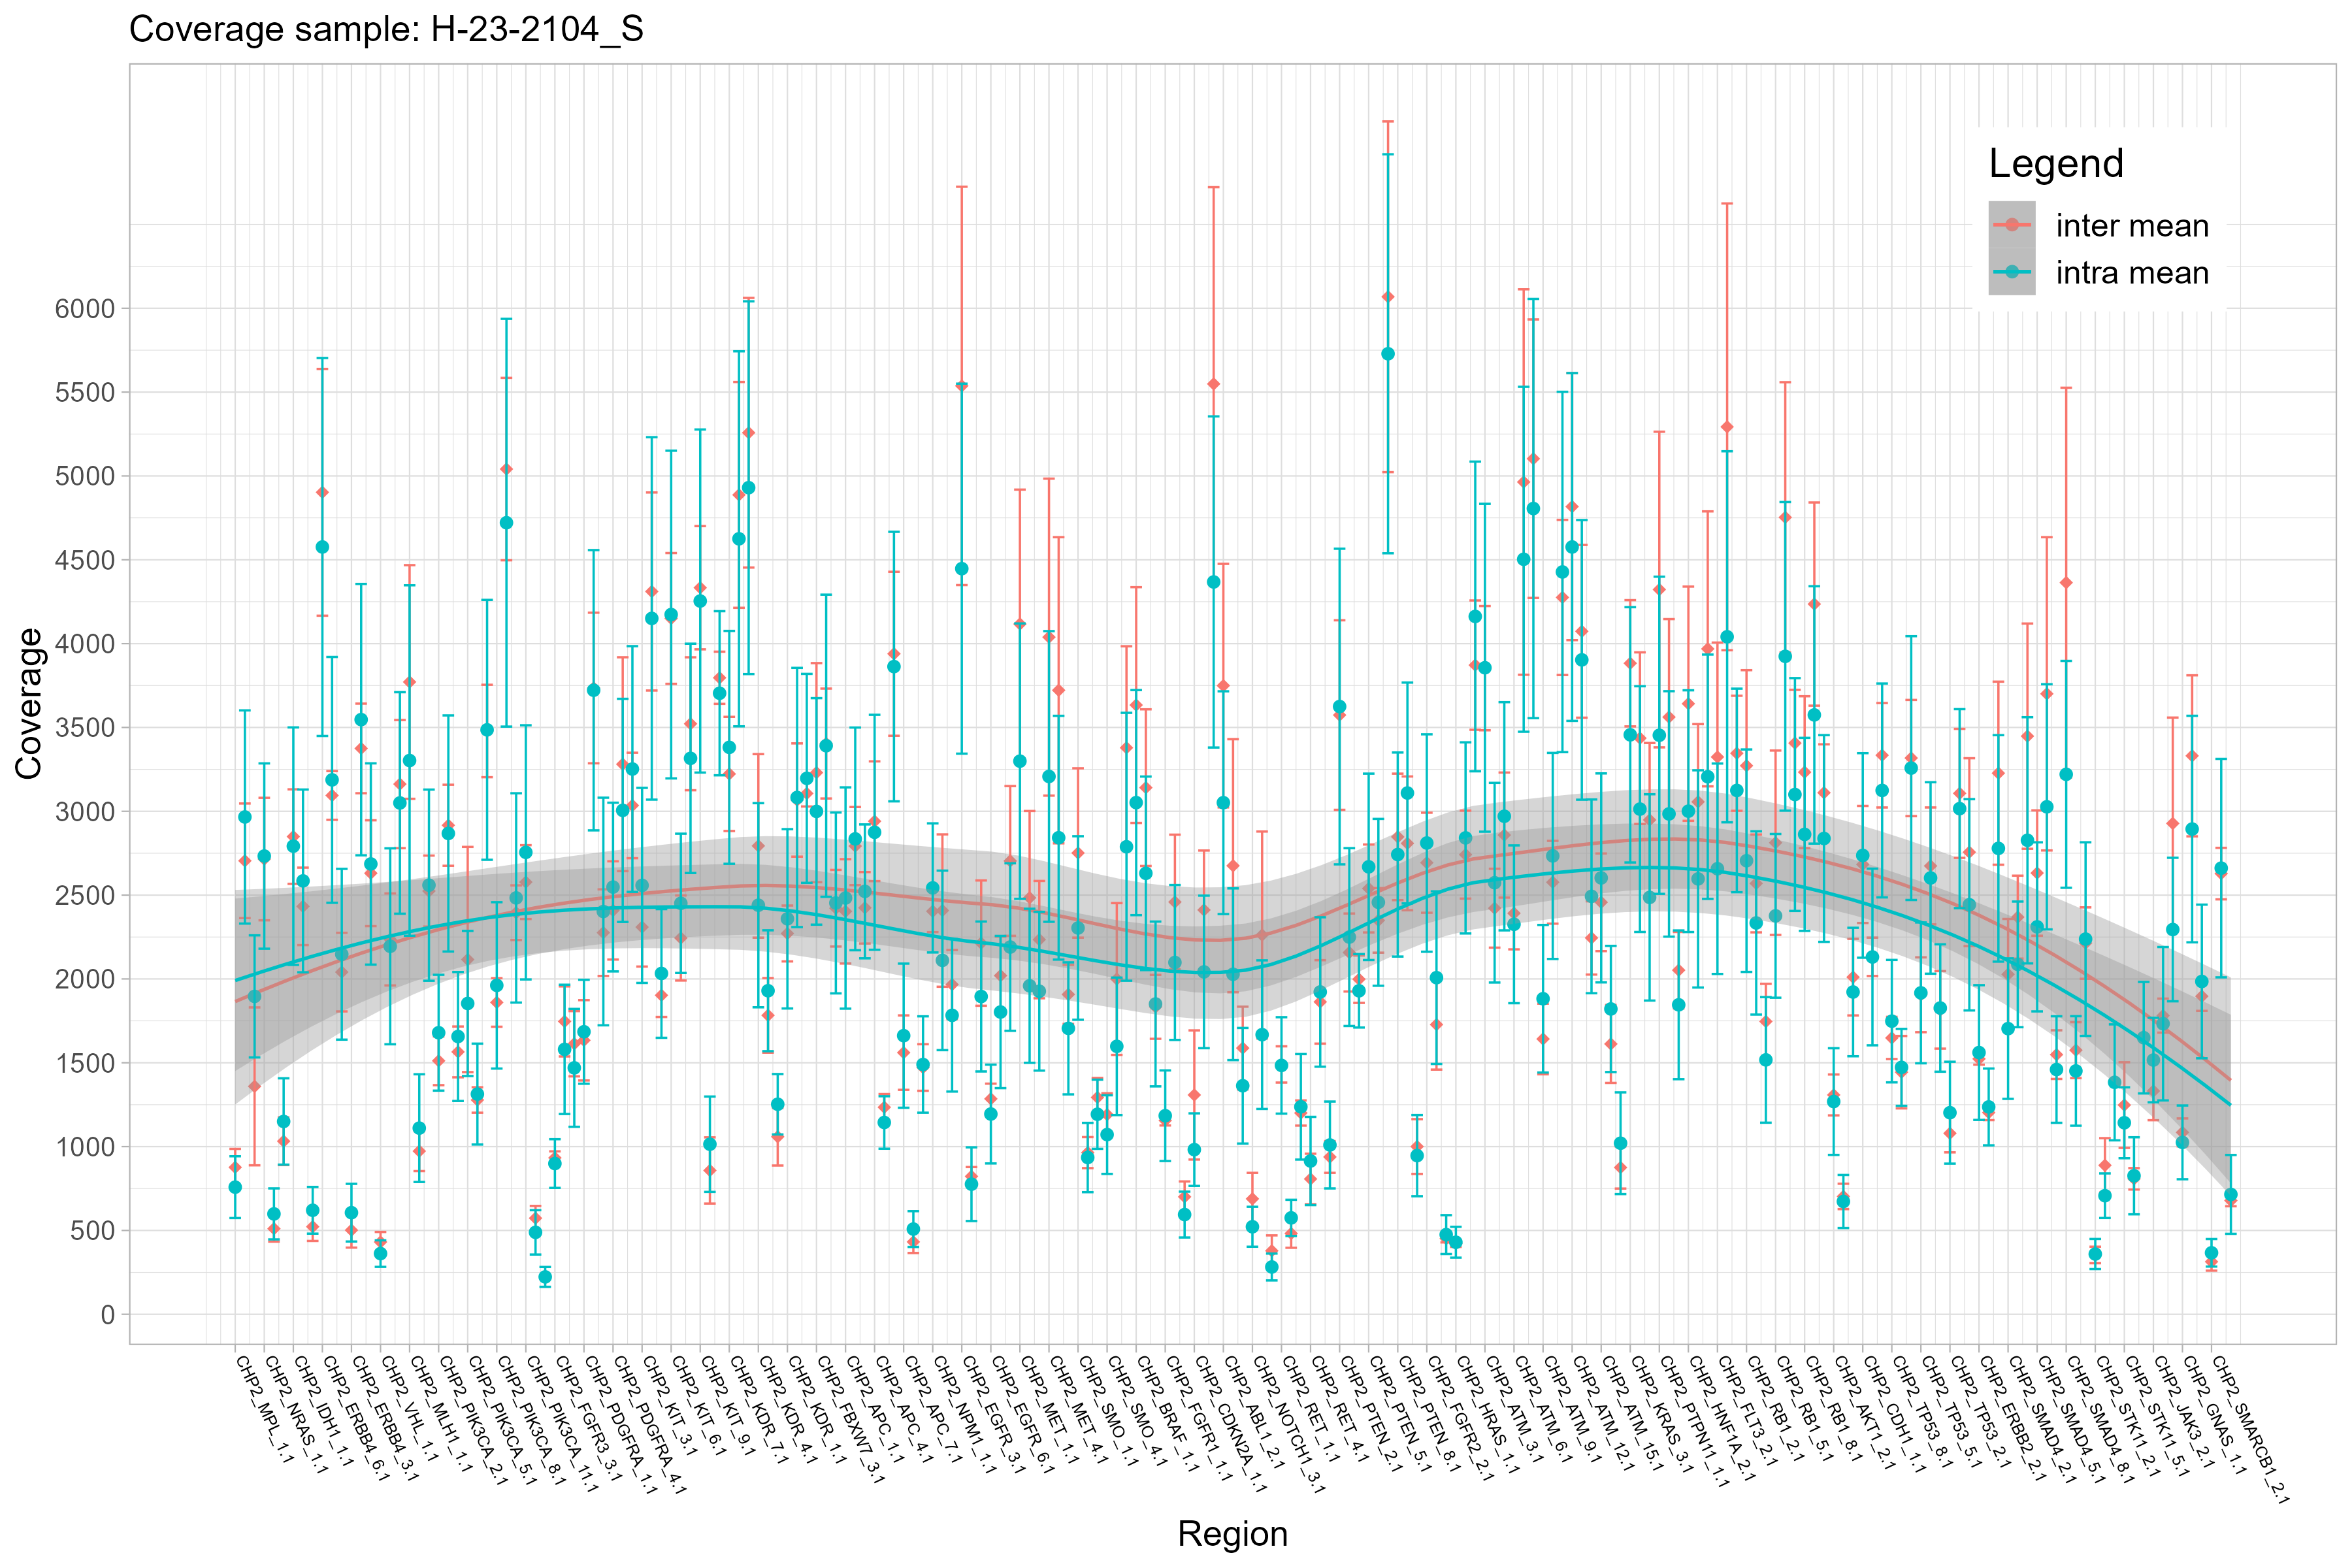 Coverage sample: H-23-2104_S
Legend
inter mean
intra mean
Coverage
6000
5500
5000
4500
4000
3500
3000
2500
2000
1500
1000
500
0
CHP2_MPL_1.1
CHP2_NRAS_1.1
CHP2_IDH1_1.1
CHP2_ERBB4_6.1
CHP2_ERBB4_3.1
CHP2_VHL_1.1
CHP2_MLH1_1.1
CHP2_PIK3CA_2.1
CHP2_PIK3CA_5.1
CHP2_PIK3CA_8.1
CHP2_PIK3CA_11.1
CHP2_FGFR3_3.1
CHP2_PDGFRA_1.1
CHP2_PDGFRA_4.1
CHP2_KIT_3.1
CHP2_KIT_6.1
CHP2_KIT_9.1
CHP2_KDR_7.1
CHP2_KDR_4.1
CHP2_KDR_1.1
CHP2_FBXW7_3.1
CHP2_APC_1.1
CHP2_APC_4.1
CHP2_APC_7.1
CHP2_NPM1_1.1
CHP2_EGFR_3.1
CHP2_EGFR_6.1
CHP2_MET_1.1
CHP2_MET_4.1
CHP2_SMO_1.1
CHP2_SMO_4.1
CHP2_BRAF_1.1
CHP2_FGFR1_1.1
CHP2_CDKN2A_1.1
CHP2_ABL1_2.1
CHP2_NOTCH1_3.1
CHP2_RET_1.1
CHP2_RET_4.1
CHP2_PTEN_2.1
CHP2_PTEN_5.1
CHP2_PTEN_8.1
CHP2_FGFR2_2.1
CHP2_HRAS_1.1
CHP2_ATM_3.1
CHP2_ATM_6.1
CHP2_ATM_9.1
CHP2_ATM_12.1
CHP2_ATM_15.1
CHP2_KRAS_3.1
CHP2_PTPN11_1.1
CHP2_HNF1A_2.1
CHP2_FLT3_2.1
CHP2_RB1_2.1
CHP2_RB1_5.1
CHP2_RB1_8.1
CHP2_AKT1_2.1
CHP2_CDH1_1.1
CHP2_TP53_8.1
CHP2_TP53_5.1
CHP2_TP53_2.1
CHP2_ERBB2_2.1
CHP2_SMAD4_2.1
CHP2_SMAD4_5.1
CHP2_SMAD4_8.1
CHP2_STK11_2.1
CHP2_STK11_5.1
CHP2_JAK3_2.1
CHP2_GNAS_1.1
CHP2_SMARCB1_2.1
Region